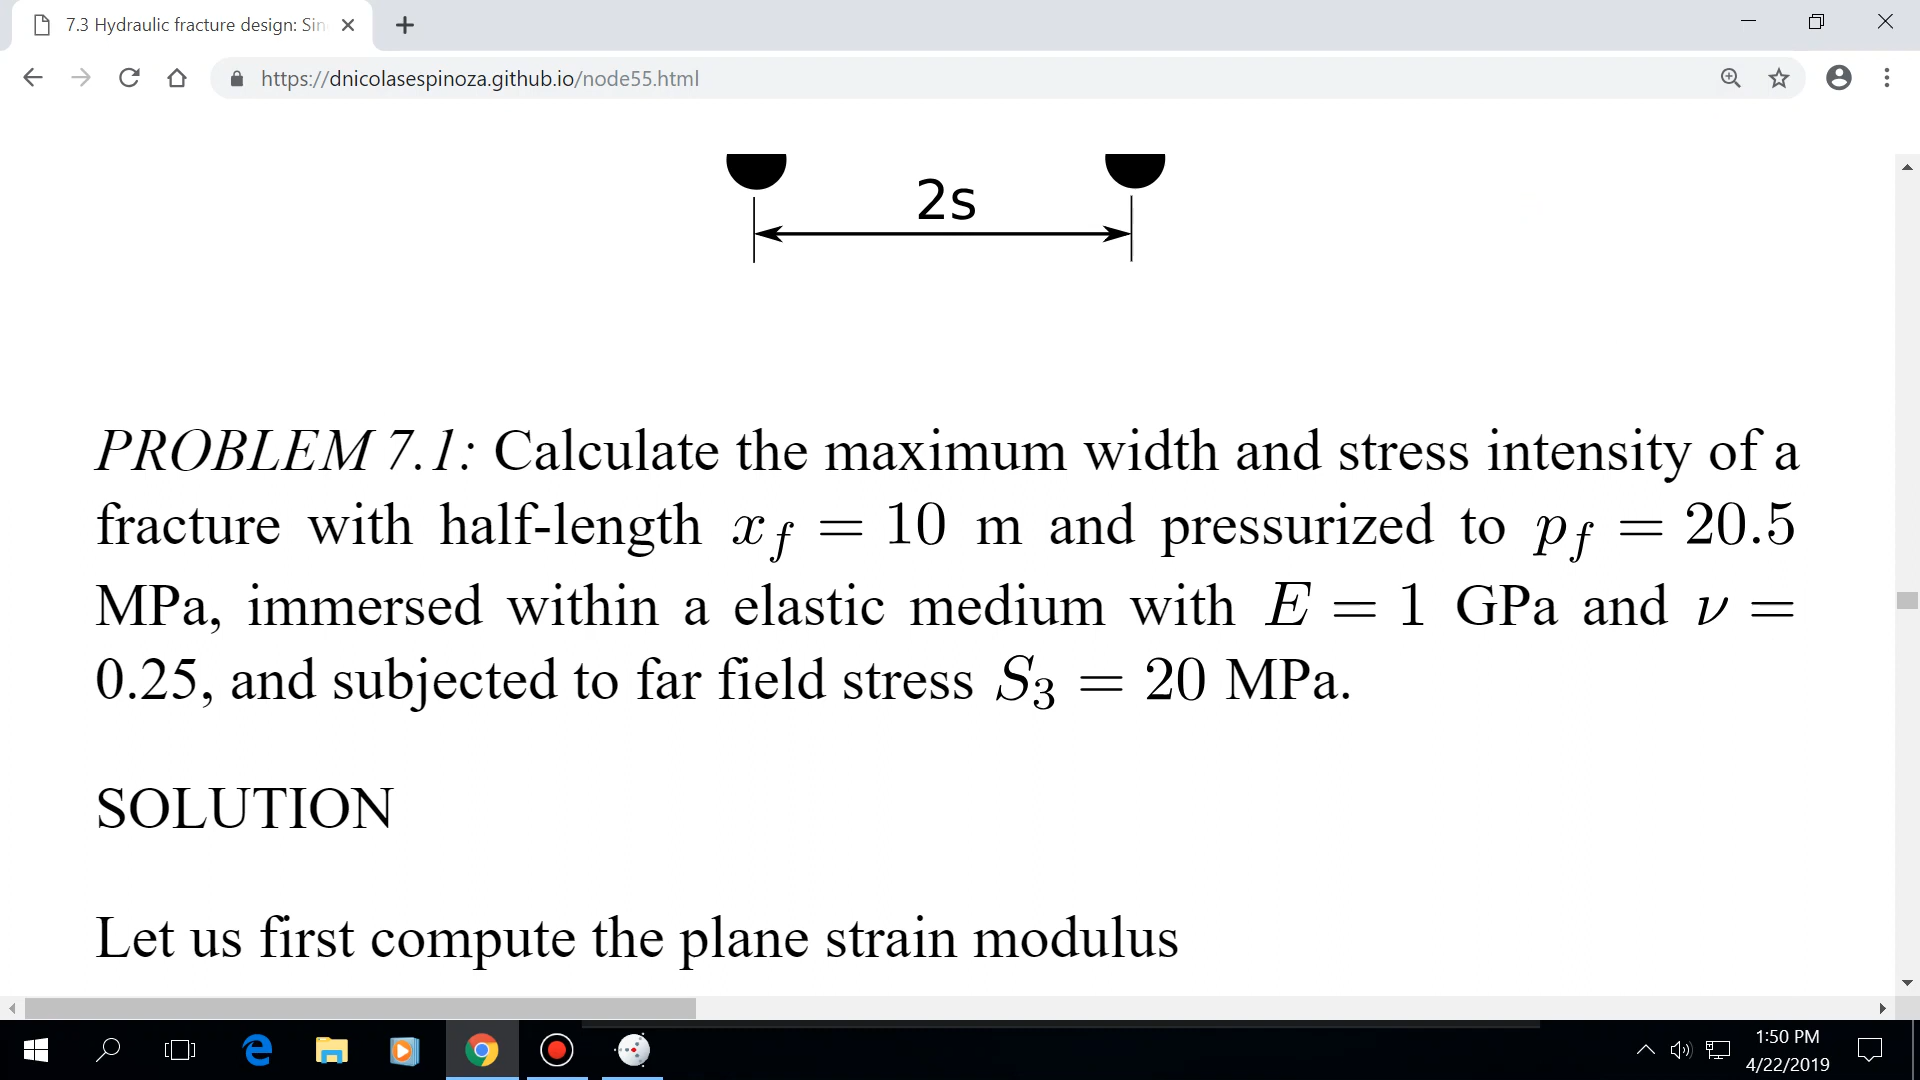 7.3 Hydraulic fracture design: Sin
https://dnicolasespinoza.github.io/node55.html
2s
PROBLEM 7.1: Calculate the maximum width and stress intensity of a
fracture with half-length x_f = 10 m and pressurized to p_f = 20.5
MPa, immersed within a elastic medium with E = 1 GPa and ν =
0.25, and subjected to far field stress S_3 = 20 MPa.
SOLUTION
Let us first compute the plane strain modulus
1:50 PM
4/22/2019